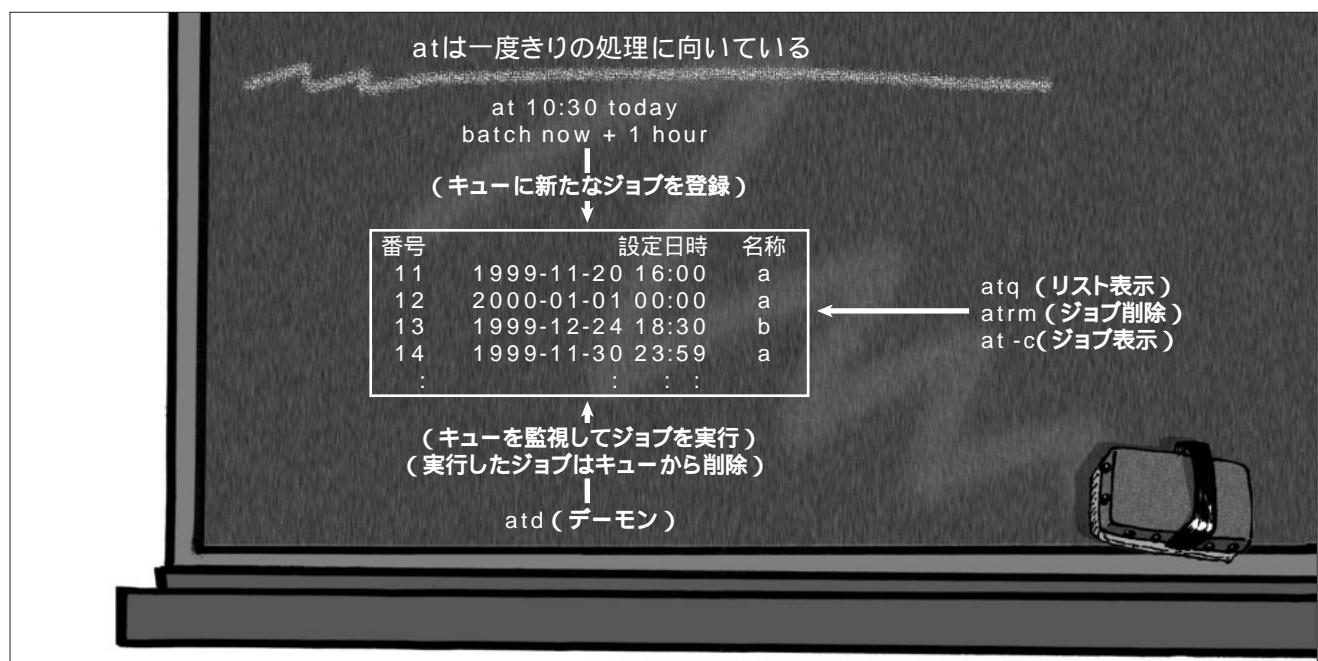 atは一度きりの処理に向いている
at 10:30 today
batch now + 1 hour
(キューに新たなジョブを登録)
番号 設定日時 名称
11 1999-11-20 16:00 a
12 2000-01-01 00:00 a
13 1999-12-24 18:30 b
14 1999-11-30 23:59 a
: : : :
atq (リスト表示)
atrm(ジョブ削除)
at -c(ジョブ表示)
(キューを監視してジョブを実行)
(実行したジョブはキューから削除)
atd(デーモン)